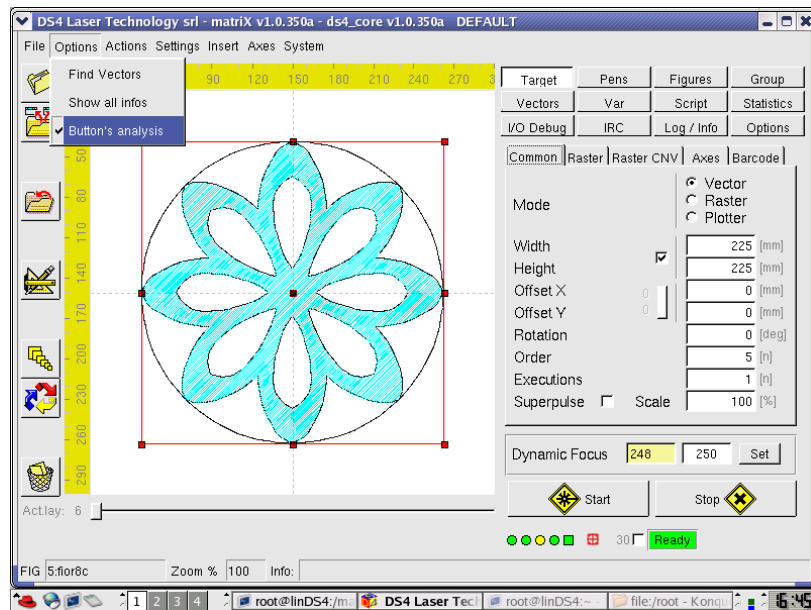 DS4 Laser Technology srl - matriX v1.0.350a - ds4_core v1.0.350a DEFAULT
File Options Actions Settings Insert Axes System
Find Vectors
Show all infos
Button's analysis
90 120 150 180 210 240 270 3
50
80
110
140
170
200
230
260
290
Target Pens Figures Group
Vectors Var Script Statistics
I/O Debug IRC Log / Info Options
Common Raster Raster CNV Axes Barcode
Mode
Vector
Raster
Plotter
Width 225 [mm]
Height 225 [mm]
Offset X 0 0 [mm]
Offset Y 0 0 [mm]
Rotation 0 [deg]
Order 5 [n]
Executions 1 [n]
Superpulse Scale 100 [%]
Dynamic Focus 248 250 Set
Start Stop
Act.lay: 6
30 Ready
FIG 5:fior8c Zoom % 100 Info:
1 2 3 4 root@linDS4:/ma DS4 Laser Tec root@linDS4:~ - file:/root - Konqu